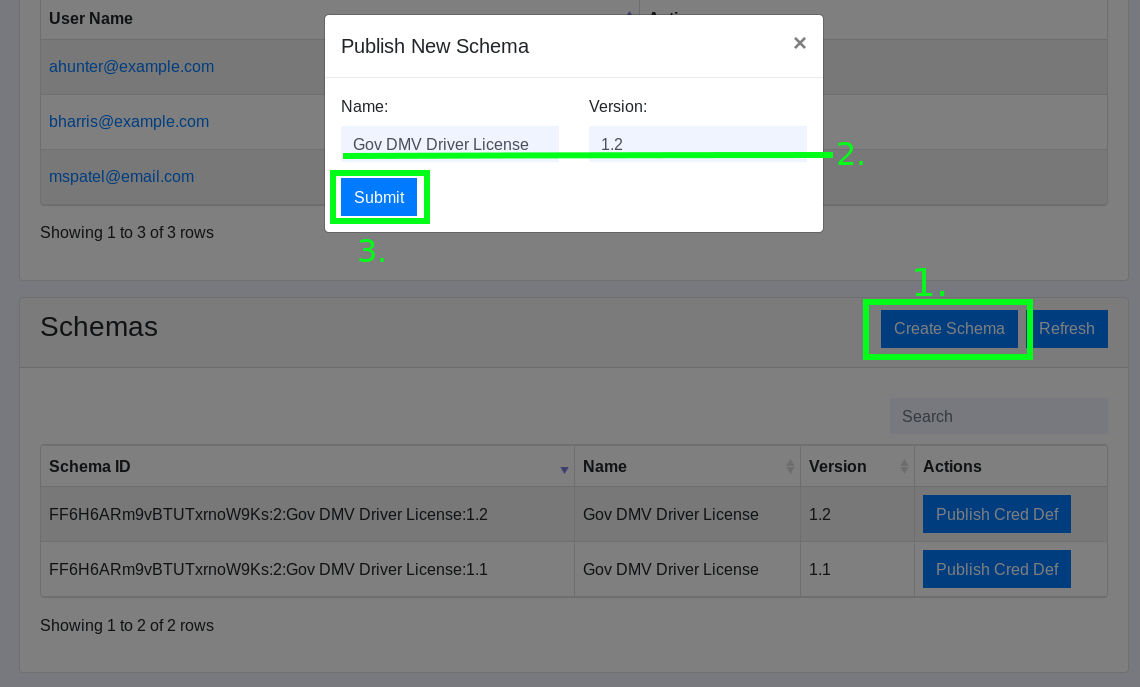 User Name
Publish New Schema ×
ahunter@example.com
Name: Version:
bharris@example.com
Gov DMV Driver License 1.2
2.
mspatel@email.com
Submit
Showing 1 to 3 of 3 rows
3.
1.
Schemas
Create Schema Refresh
Search
Schema ID Name Version Actions
FF6H6ARm9vBTUTxrnoW9Ks:2:Gov DMV Driver License:1.2 Gov DMV Driver License 1.2 Publish Cred Def
FF6H6ARm9vBTUTxrnoW9Ks:2:Gov DMV Driver License:1.1 Gov DMV Driver License 1.1 Publish Cred Def
Showing 1 to 2 of 2 rows